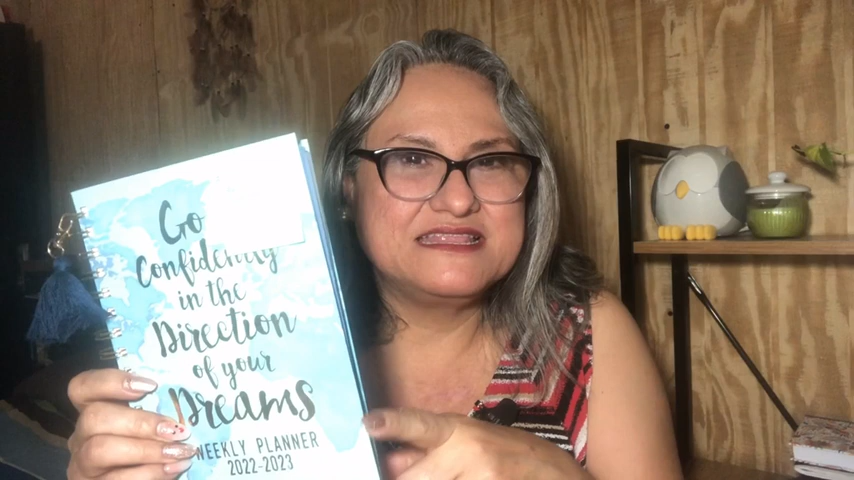 Go
Confidently
in the
Direction
of your
Dreams
WEEKLY PLANNER
2022-2023